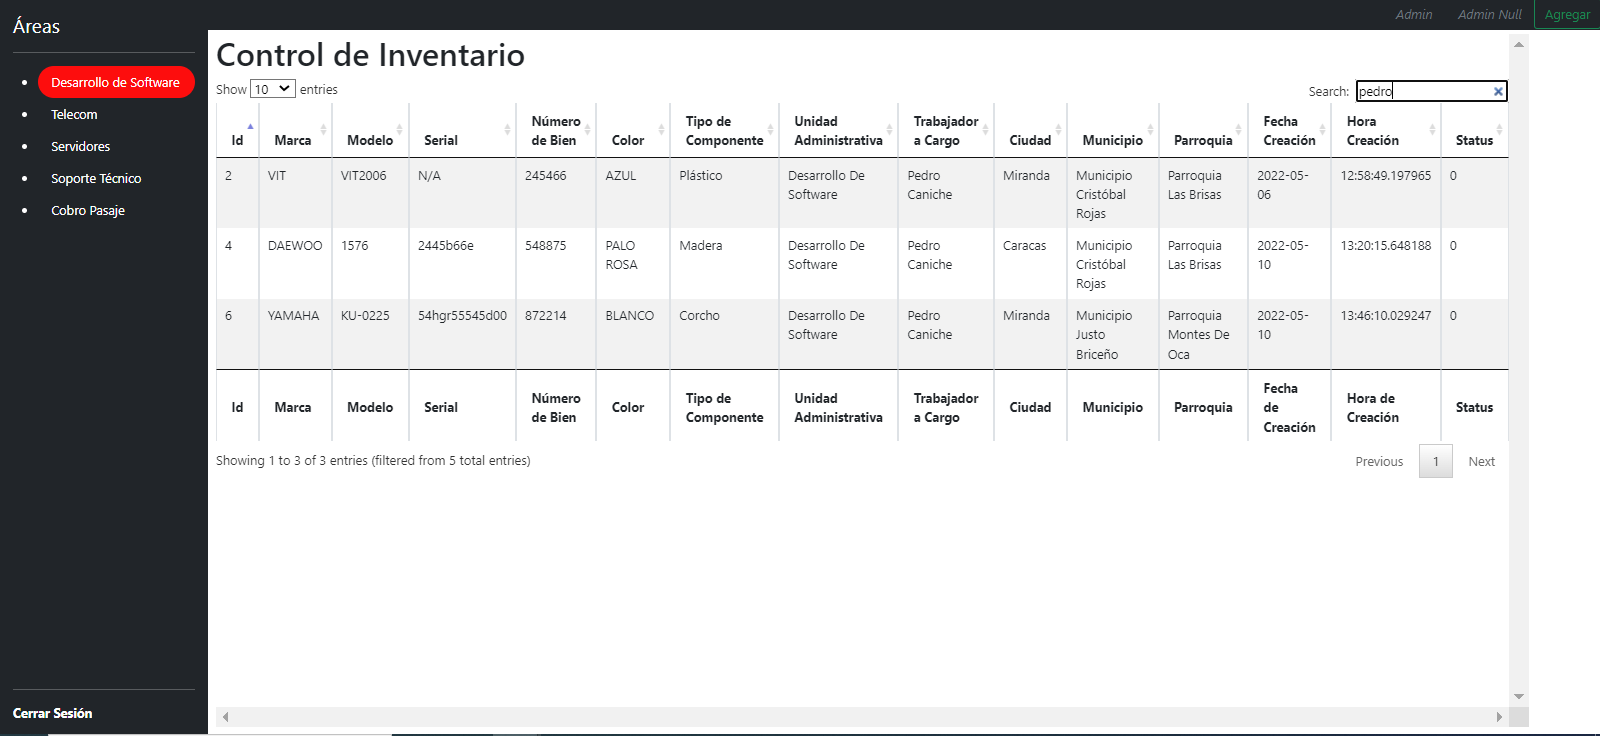 Áreas
Admin Admin Null Agregar
Desarrollo de Software
Telecom
Servidores
Soporte Técnico
Cobro Pasaje
Cerrar Sesión
Control de Inventario
Show 10 entries
Search: pedro
Id Marca Modelo Serial Número de Bien Color Tipo de Componente Unidad Administrativa Trabajador a Cargo Ciudad Municipio Parroquia Fecha Creación Hora Creación Status
2 VIT VIT2006 N/A 245466 AZUL Plástico Desarrollo De Software Pedro Caniche Miranda Municipio Cristóbal Rojas Parroquia Las Brisas 2022-05-06 12:58:49.197965 0
4 DAEWOO 1576 2445b66e 548875 PALO ROSA Madera Desarrollo De Software Pedro Caniche Caracas Municipio Cristóbal Rojas Parroquia Las Brisas 2022-05-10 13:20:15.648188 0
6 YAMAHA KU-0225 54hgr55545d00 872214 BLANCO Corcho Desarrollo De Software Pedro Caniche Miranda Municipio Justo Briceño Parroquia Montes De Oca 2022-05-10 13:46:10.029247 0
Id Marca Modelo Serial Número de Bien Color Tipo de Componente Unidad Administrativa Trabajador a Cargo Ciudad Municipio Parroquia Fecha de Creación Hora de Creación Status
Showing 1 to 3 of 3 entries (filtered from 5 total entries)
Previous 1 Next